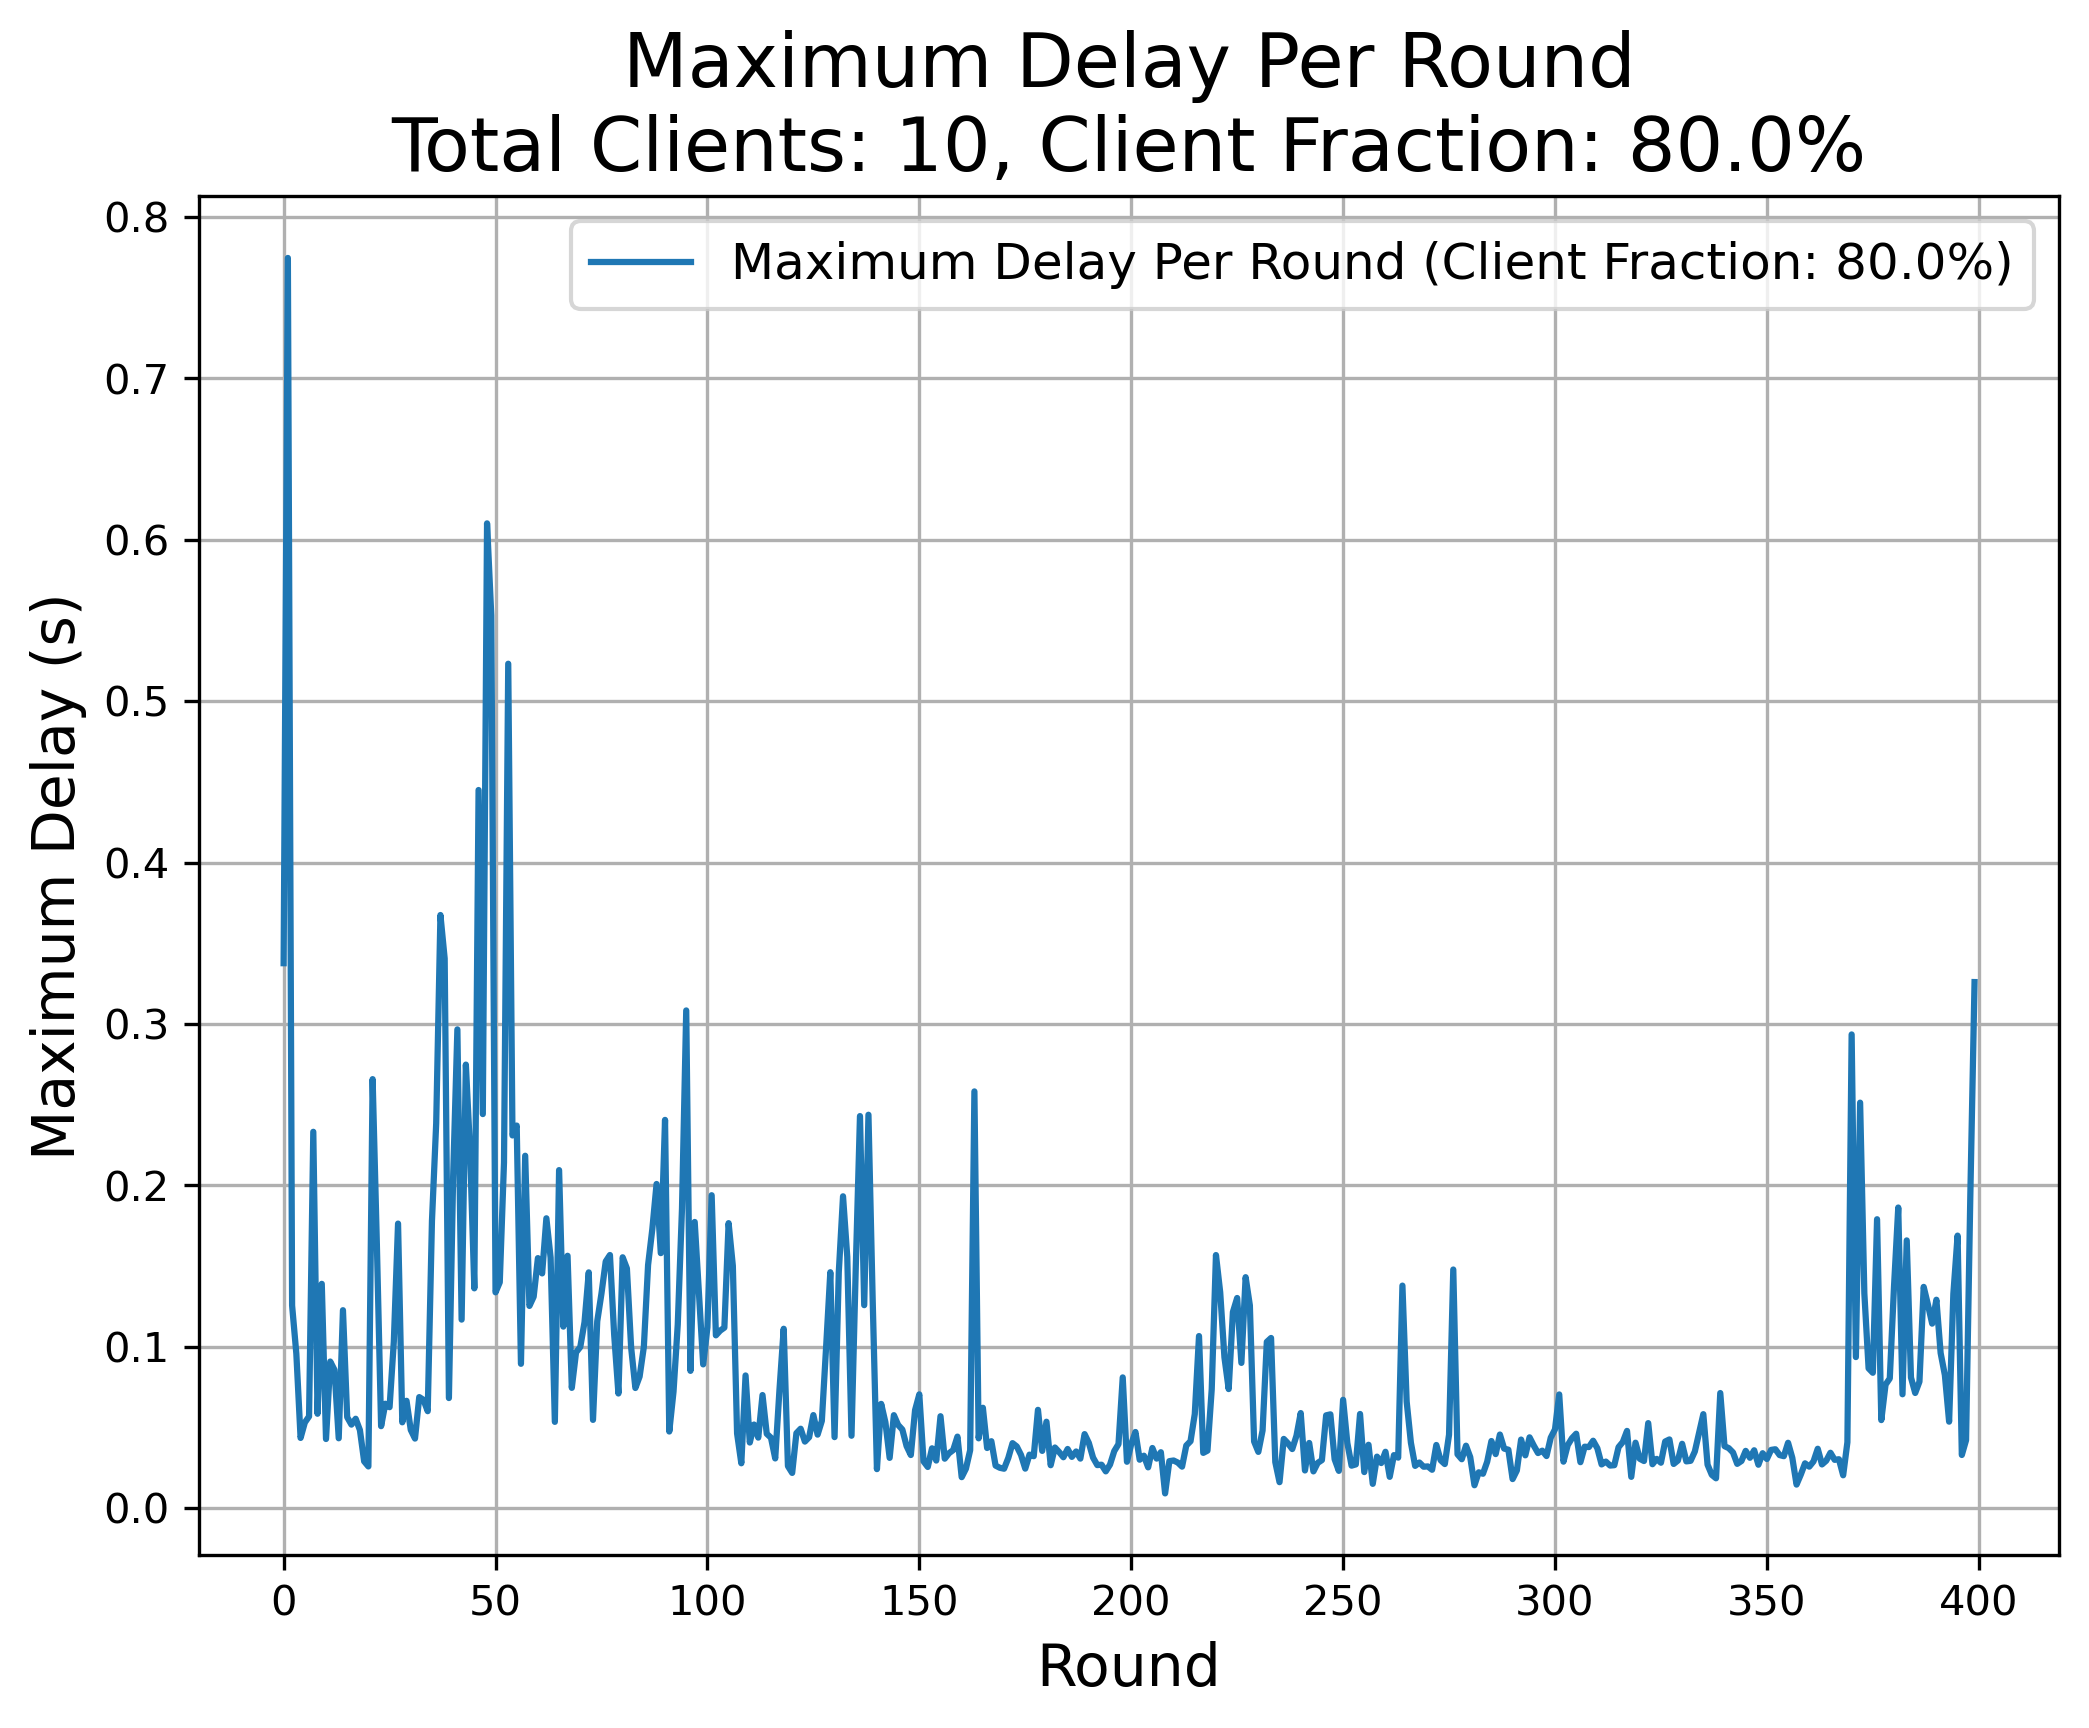 Maximum Delay Per Round
Total Clients: 10, Client Fraction: 80.0%
Maximum Delay Per Round (Client Fraction: 80.0%)
Maximum Delay (s)
0.8
0.7
0.6
0.5
0.4
0.3
0.2
0.1
0.0
0 50 100 150 200 250 300 350 400
Round